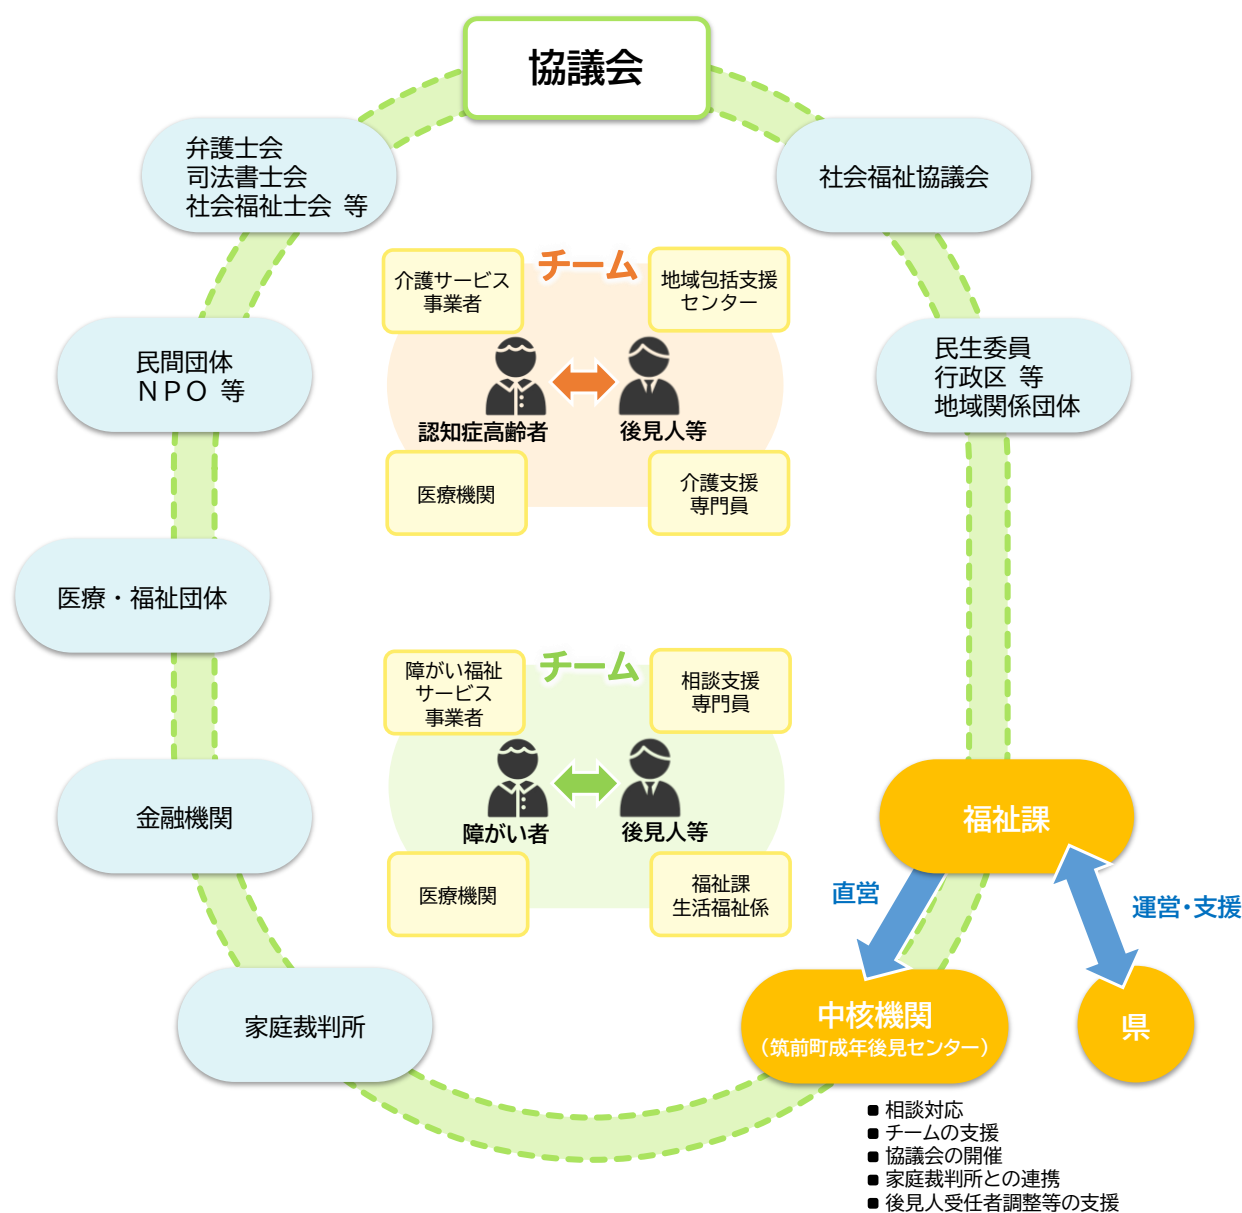 協議会
弁護士会
司法書士会
社会福祉士会 等
社会福祉協議会
チーム
介護サービス
事業者
地域包括支援
センター
認知症高齢者
後見人等
医療機関
介護支援
専門員
民間団体
ＮＰＯ 等
民生委員
行政区 等
地域関係団体
医療・福祉団体
チーム
障がい福祉
サービス
事業者
相談支援
専門員
障がい者
後見人等
医療機関
福祉課
生活福祉係
金融機関
福祉課
直営
運営・支援
家庭裁判所
中核機関
（筑前町成年後見センター）
県
■ 相談対応
■ チームの支援
■ 協議会の開催
■ 家庭裁判所との連携
■ 後見人受任者調整等の支援